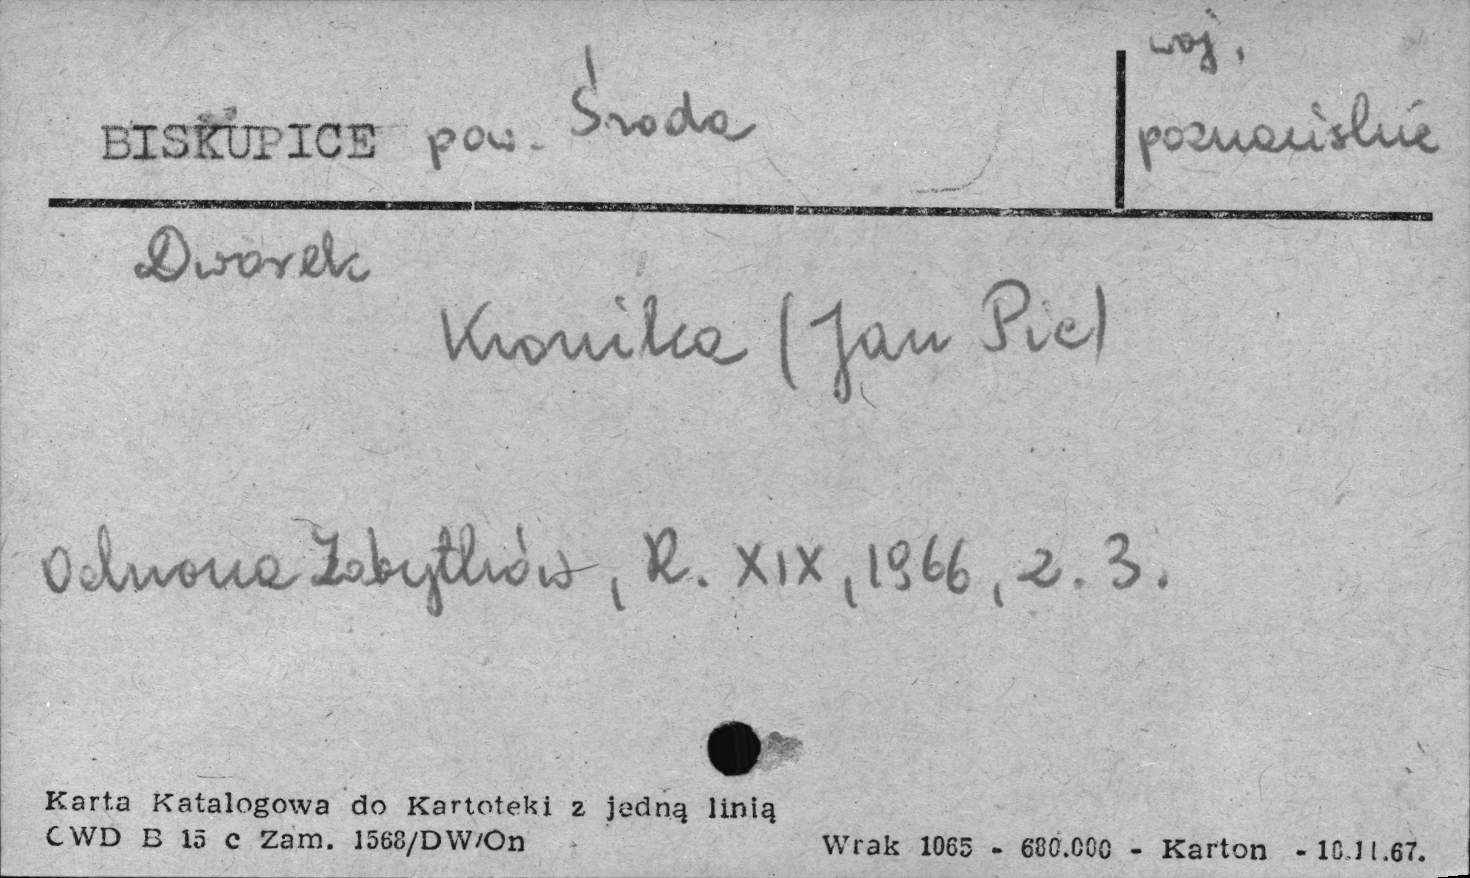 woj,
BISKUPICE pow. Środa
poznańskie
Dworek
Kronika (Jan Pic)
Ochrona Zabytków, R. XIX, 1966, z. 3.
Karta Katalogowa do Kartoteki z jedną linią
CWD B 15 c Zam. 1568/DW/On
Wrak 1065 - 680.000 - Karton - 10.11.67.